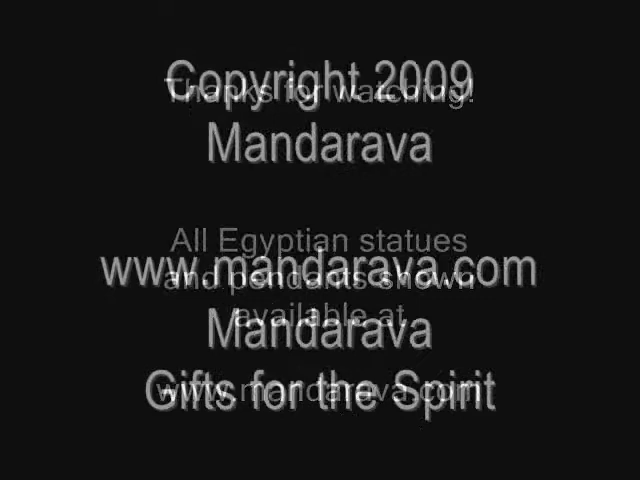 Copyright 2009
Thanks for watching!
Mandarava
All Egyptian statues
www.mandarava.com
and pendants shown
available at
Mandarava
www.mandarava.com
Gifts for the Spirit